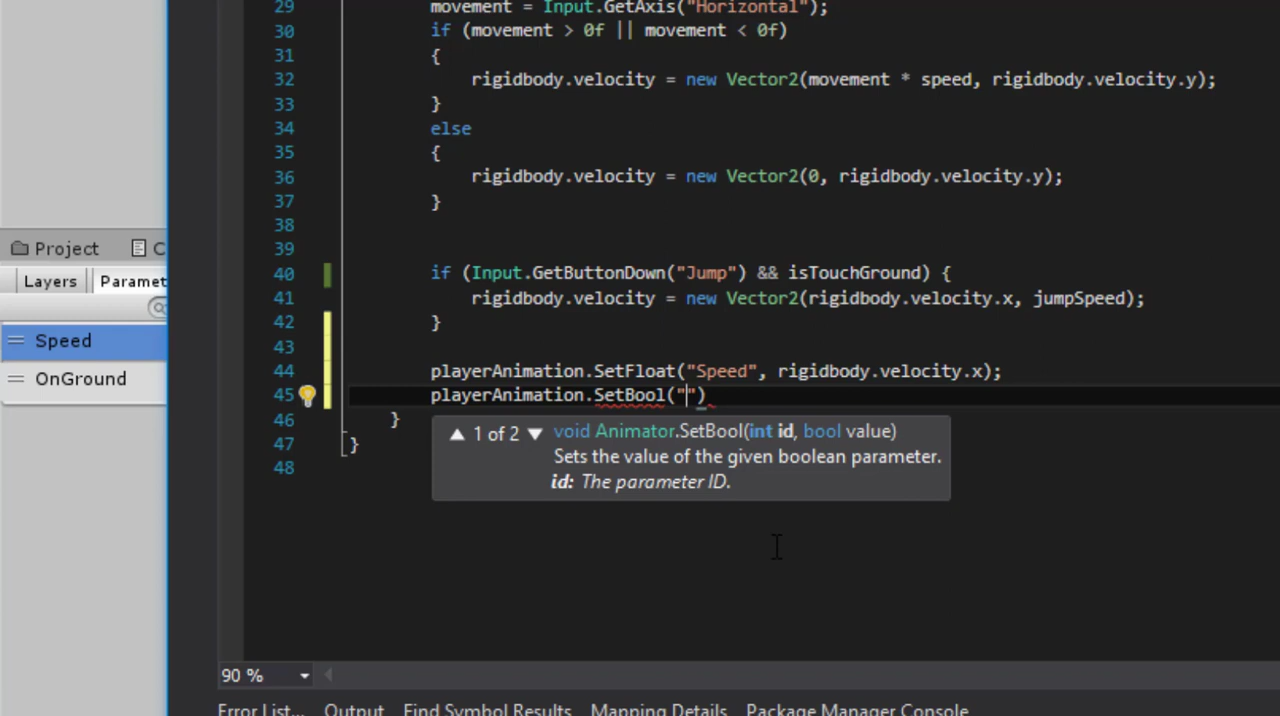 29 movement = Input.GetAxis("Horizontal");
30 if (movement > 0f || movement < 0f)
31 {
32 rigidbody.velocity = new Vector2(movement * speed, rigidbody.velocity.y);
33 }
34 else
35 {
36 rigidbody.velocity = new Vector2(0, rigidbody.velocity.y);
37 }
38
39
40 if (Input.GetButtonDown("Jump") && isTouchGround) {
41 rigidbody.velocity = new Vector2(rigidbody.velocity.x, jumpSpeed);
42 }
43
44 playerAnimation.SetFloat("Speed", rigidbody.velocity.x);
45 playerAnimation.SetBool("")
46 }
47 }
48
1 of 2 void Animator.SetBool(int id, bool value)
Sets the value of the given boolean parameter.
id: The parameter ID.
Project C
Layers Paramet
Speed
OnGround
90 %
Error List... Output Find Symbol Results Mapping Details Package Manager Console